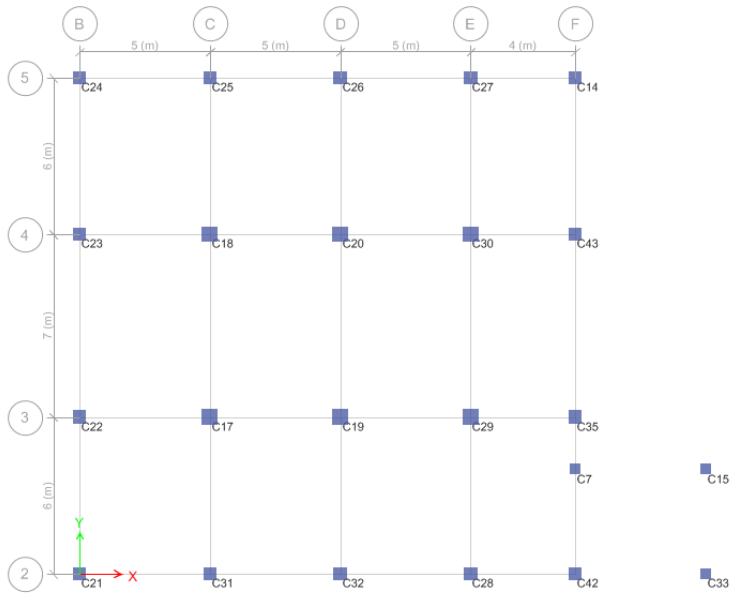 B C D E F
5 (m) 5 (m) 5 (m) 4 (m)
5
C24 C25 C26 C27 C14
6 (m)
4
C23 C18 C20 C30 C43
7 (m)
3
C22 C17 C19 C29 C35
C7 C15
6 (m)
Y
2
X
C21 C31 C32 C28 C42 C33